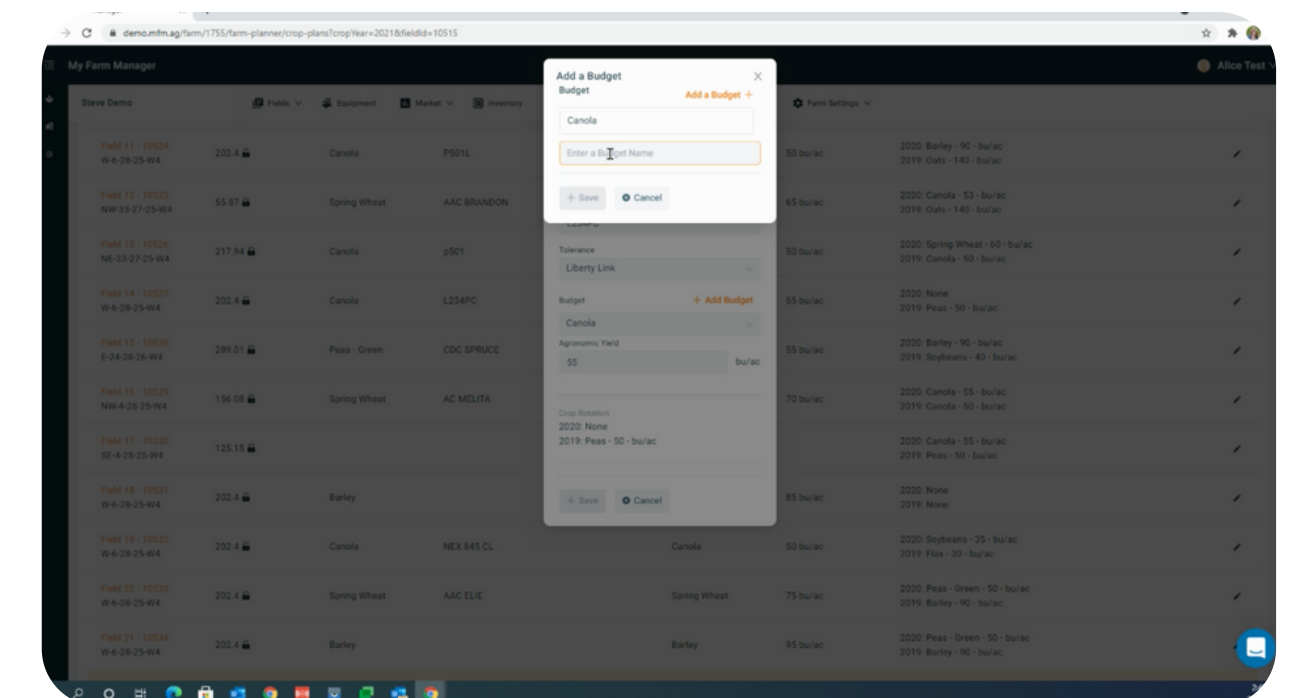 demo.mfm.ag/farm/1755/farm-planner/crop-plans?cropYear=2021&fieldId=10515
My Farm Manager
Alice Test
Steve Demo
Fields
Equipment
Market
Inventory
Farm Settings
Add a Budget
Budget
Add a Budget +
Canola
Enter a Budget Name
+ Save
Cancel
L234PC
Tolerance
Liberty Link
Budget
+ Add Budget
Canola
Agronomic Yield
55
bu/ac
Crop Rotation
2020: None
2019: Peas - 50 - bu/ac
+ Save
Cancel
Field 11 - 10524
W-6-28-25-W4
202.4
Canola
P501L
50 bu/ac
2020: Barley - 90 - bu/ac
2019: Oats - 140 - bu/ac
Field 12 - 10525
NW-33-27-25-W4
55.87
Spring Wheat
AAC BRANDON
65 bu/ac
2020: Canola - 53 - bu/ac
2019: Oats - 140 - bu/ac
Field 13 - 10526
NE-33-27-25-W4
217.94
Canola
p501
50 bu/ac
2020: Spring Wheat - 60 - bu/ac
2019: Canola - 50 - bu/ac
Field 14 - 10527
W-6-28-25-W4
202.4
Canola
L234PC
55 bu/ac
2020: None
2019: Peas - 50 - bu/ac
Field 15 - 10528
E-24-28-26-W4
289.01
Peas - Green
CDC SPRUCE
55 bu/ac
2020: Barley - 90 - bu/ac
2019: Soybeans - 40 - bu/ac
Field 16 - 10529
NW-4-28-25-W4
156.08
Spring Wheat
AC MELITA
70 bu/ac
2020: Canola - 55 - bu/ac
2019: Canola - 50 - bu/ac
Field 17 - 10530
SE-4-28-25-W4
125.15
2020: Canola - 55 - bu/ac
2019: Peas - 50 - bu/ac
Field 18 - 10531
W-6-28-25-W4
202.4
Barley
85 bu/ac
2020: None
2019: None
Field 19 - 10532
W-6-28-25-W4
202.4
Canola
NEX 845 CL
Canola
50 bu/ac
2020: Soybeans - 35 - bu/ac
2019: Flax - 30 - bu/ac
Field 20 - 10533
W-6-28-25-W4
202.4
Spring Wheat
AAC ELIE
Spring Wheat
75 bu/ac
2020: Peas - Green - 50 - bu/ac
2019: Barley - 90 - bu/ac
Field 21 - 10534
W-6-28-25-W4
202.4
Barley
Barley
95 bu/ac
2020: Peas - Green - 50 - bu/ac
2019: Barley - 90 - bu/ac